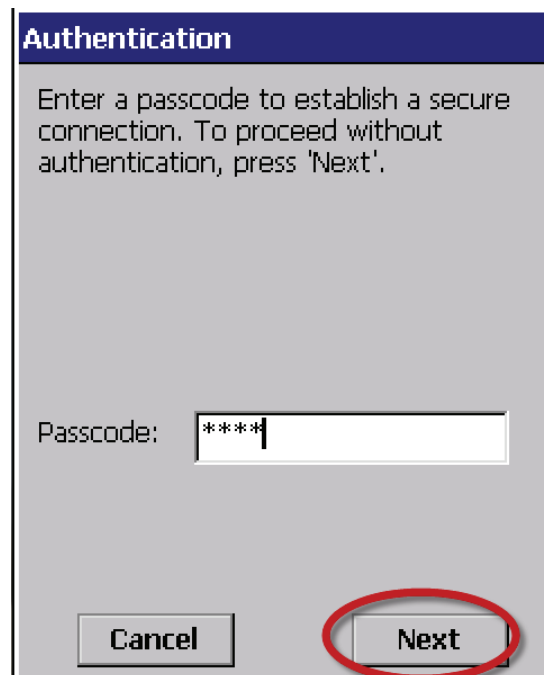 Authentication
Enter a passcode to establish a secure
connection. To proceed without
authentication, press 'Next'.
Passcode: ****
Cancel Next